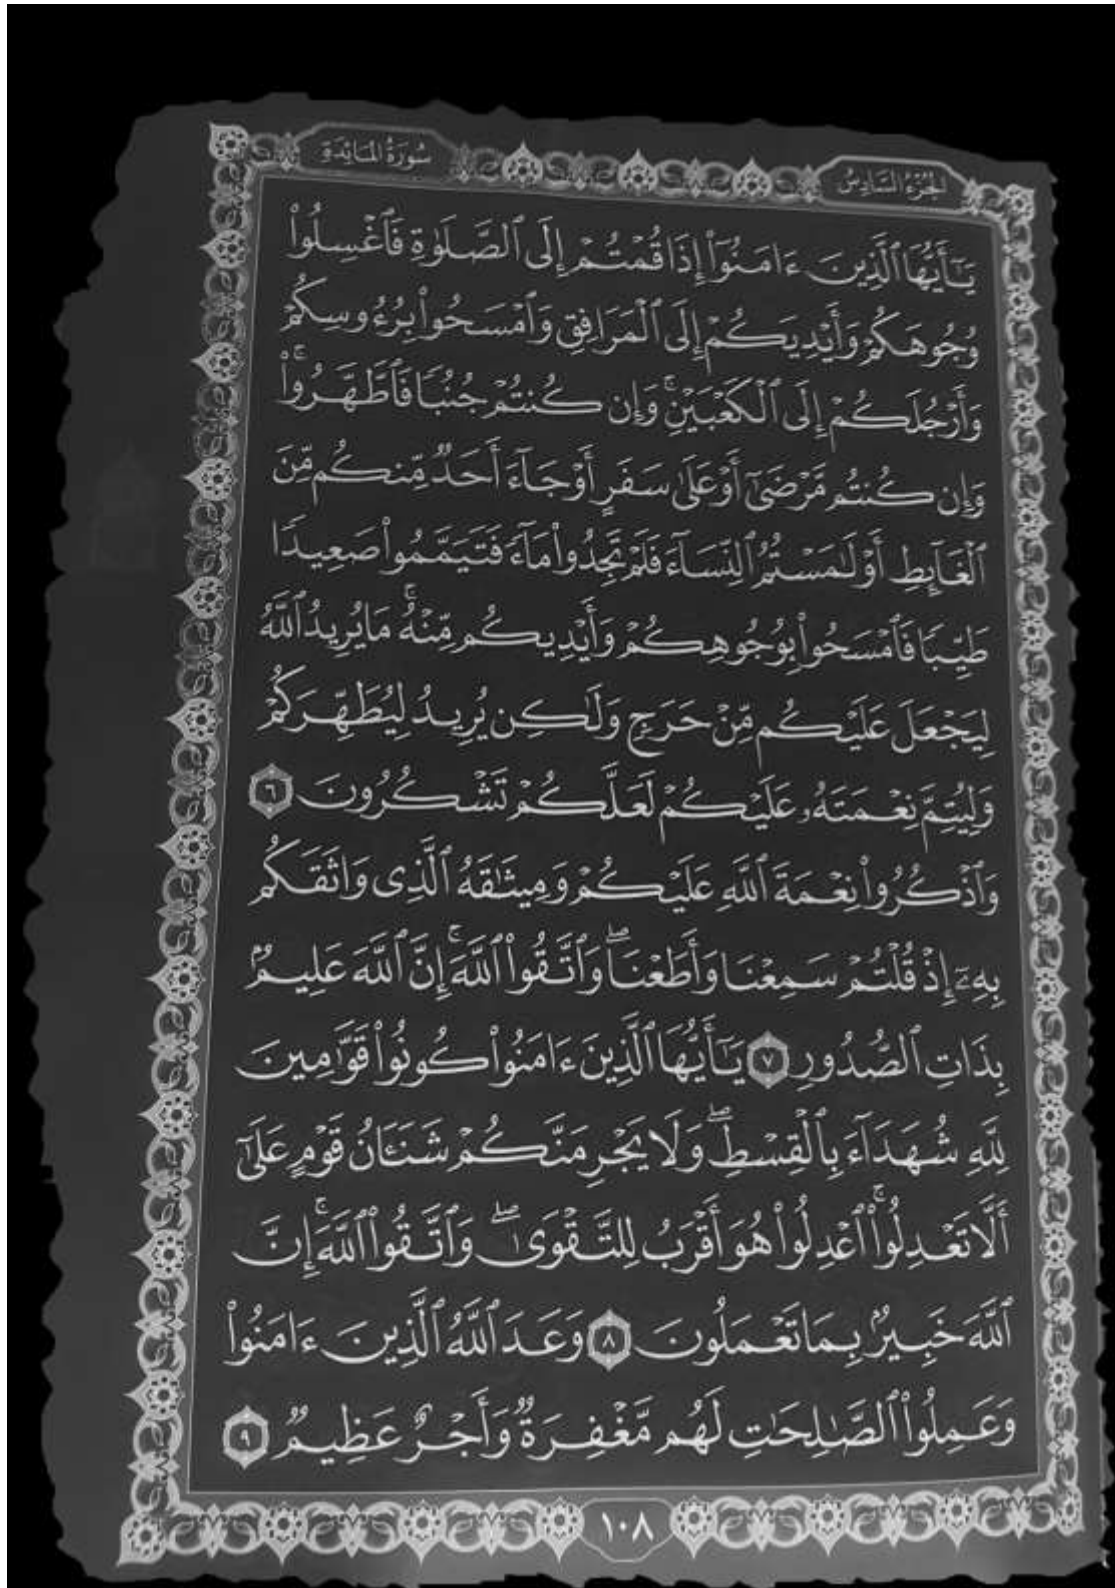 الجزء السادس
سورة المائدة
يَٰٓأَيُّهَا ٱلَّذِينَ ءَامَنُوٓا۟ إِذَا قُمْتُمْ إِلَى ٱلصَّلَوٰةِ فَٱغْسِلُوا۟
وُجُوهَكُمْ وَأَيْدِيَكُمْ إِلَى ٱلْمَرَافِقِ وَٱمْسَحُوا۟ بِرُءُوسِكُمْ
وَأَرْجُلَكُمْ إِلَى ٱلْكَعْبَيْنِ ۚ وَإِن كُنتُمْ جُنُبًا فَٱطَّهَّرُوا۟ ۚ
وَإِن كُنتُم مَّرْضَىٰٓ أَوْ عَلَىٰ سَفَرٍ أَوْ جَآءَ أَحَدٌ مِّنكُم مِّنَ
ٱلْغَآئِطِ أَوْ لَٰمَسْتُمُ ٱلنِّسَآءَ فَلَمْ تَجِدُوا۟ مَآءً فَتَيَمَّمُوا۟ صَعِيدًا
طَيِّبًا فَٱمْسَحُوا۟ بِوُجُوهِكُمْ وَأَيْدِيكُم مِّنْهُ ۚ مَا يُرِيدُ ٱللَّهُ
لِيَجْعَلَ عَلَيْكُم مِّنْ حَرَجٍ وَلَٰكِن يُرِيدُ لِيُطَهِّرَكُمْ
وَلِيُتِمَّ نِعْمَتَهُۥ عَلَيْكُمْ لَعَلَّكُمْ تَشْكُرُونَ ٦
وَٱذْكُرُوا۟ نِعْمَةَ ٱللَّهِ عَلَيْكُمْ وَمِيثَٰقَهُ ٱلَّذِى وَاثَقَكُم
بِهِۦٓ إِذْ قُلْتُمْ سَمِعْنَا وَأَطَعْنَا ۖ وَٱتَّقُوا۟ ٱللَّهَ ۚ إِنَّ ٱللَّهَ عَلِيمٌۢ
بِذَاتِ ٱلصُّدُورِ ٧ يَٰٓأَيُّهَا ٱلَّذِينَ ءَامَنُوا۟ كُونُوا۟ قَوَّٰمِينَ
لِلَّهِ شُهَدَآءَ بِٱلْقِسْطِ ۖ وَلَا يَجْرِمَنَّكُمْ شَنَـَٔانُ قَوْمٍ عَلَىٰٓ
أَلَّا تَعْدِلُوا۟ ۚ ٱعْدِلُوا۟ هُوَ أَقْرَبُ لِلتَّقْوَىٰ ۖ وَٱتَّقُوا۟ ٱللَّهَ ۚ إِنَّ
ٱللَّهَ خَبِيرٌۢ بِمَا تَعْمَلُونَ ٨ وَعَدَ ٱللَّهُ ٱلَّذِينَ ءَامَنُوا۟
وَعَمِلُوا۟ ٱلصَّٰلِحَٰتِ لَهُم مَّغْفِرَةٌ وَأَجْرٌ عَظِيمٌ ٩
١٠٨